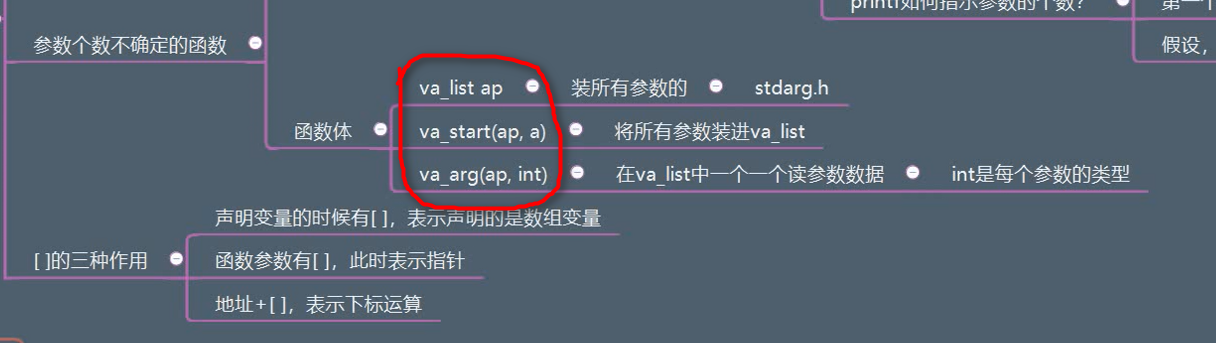 printf如何指示参数的个数？
第一个
参数个数不确定的函数
假设，
va_list ap
装所有参数的
stdarg.h
函数体
va_start(ap, a)
将所有参数装进va_list
va_arg(ap, int)
在va_list中一个一个读参数数据
int是每个参数的类型
声明变量的时候有[ ]，表示声明的是数组变量
[ ]的三种作用
函数参数有[ ]，此时表示指针
地址+[ ]，表示下标运算